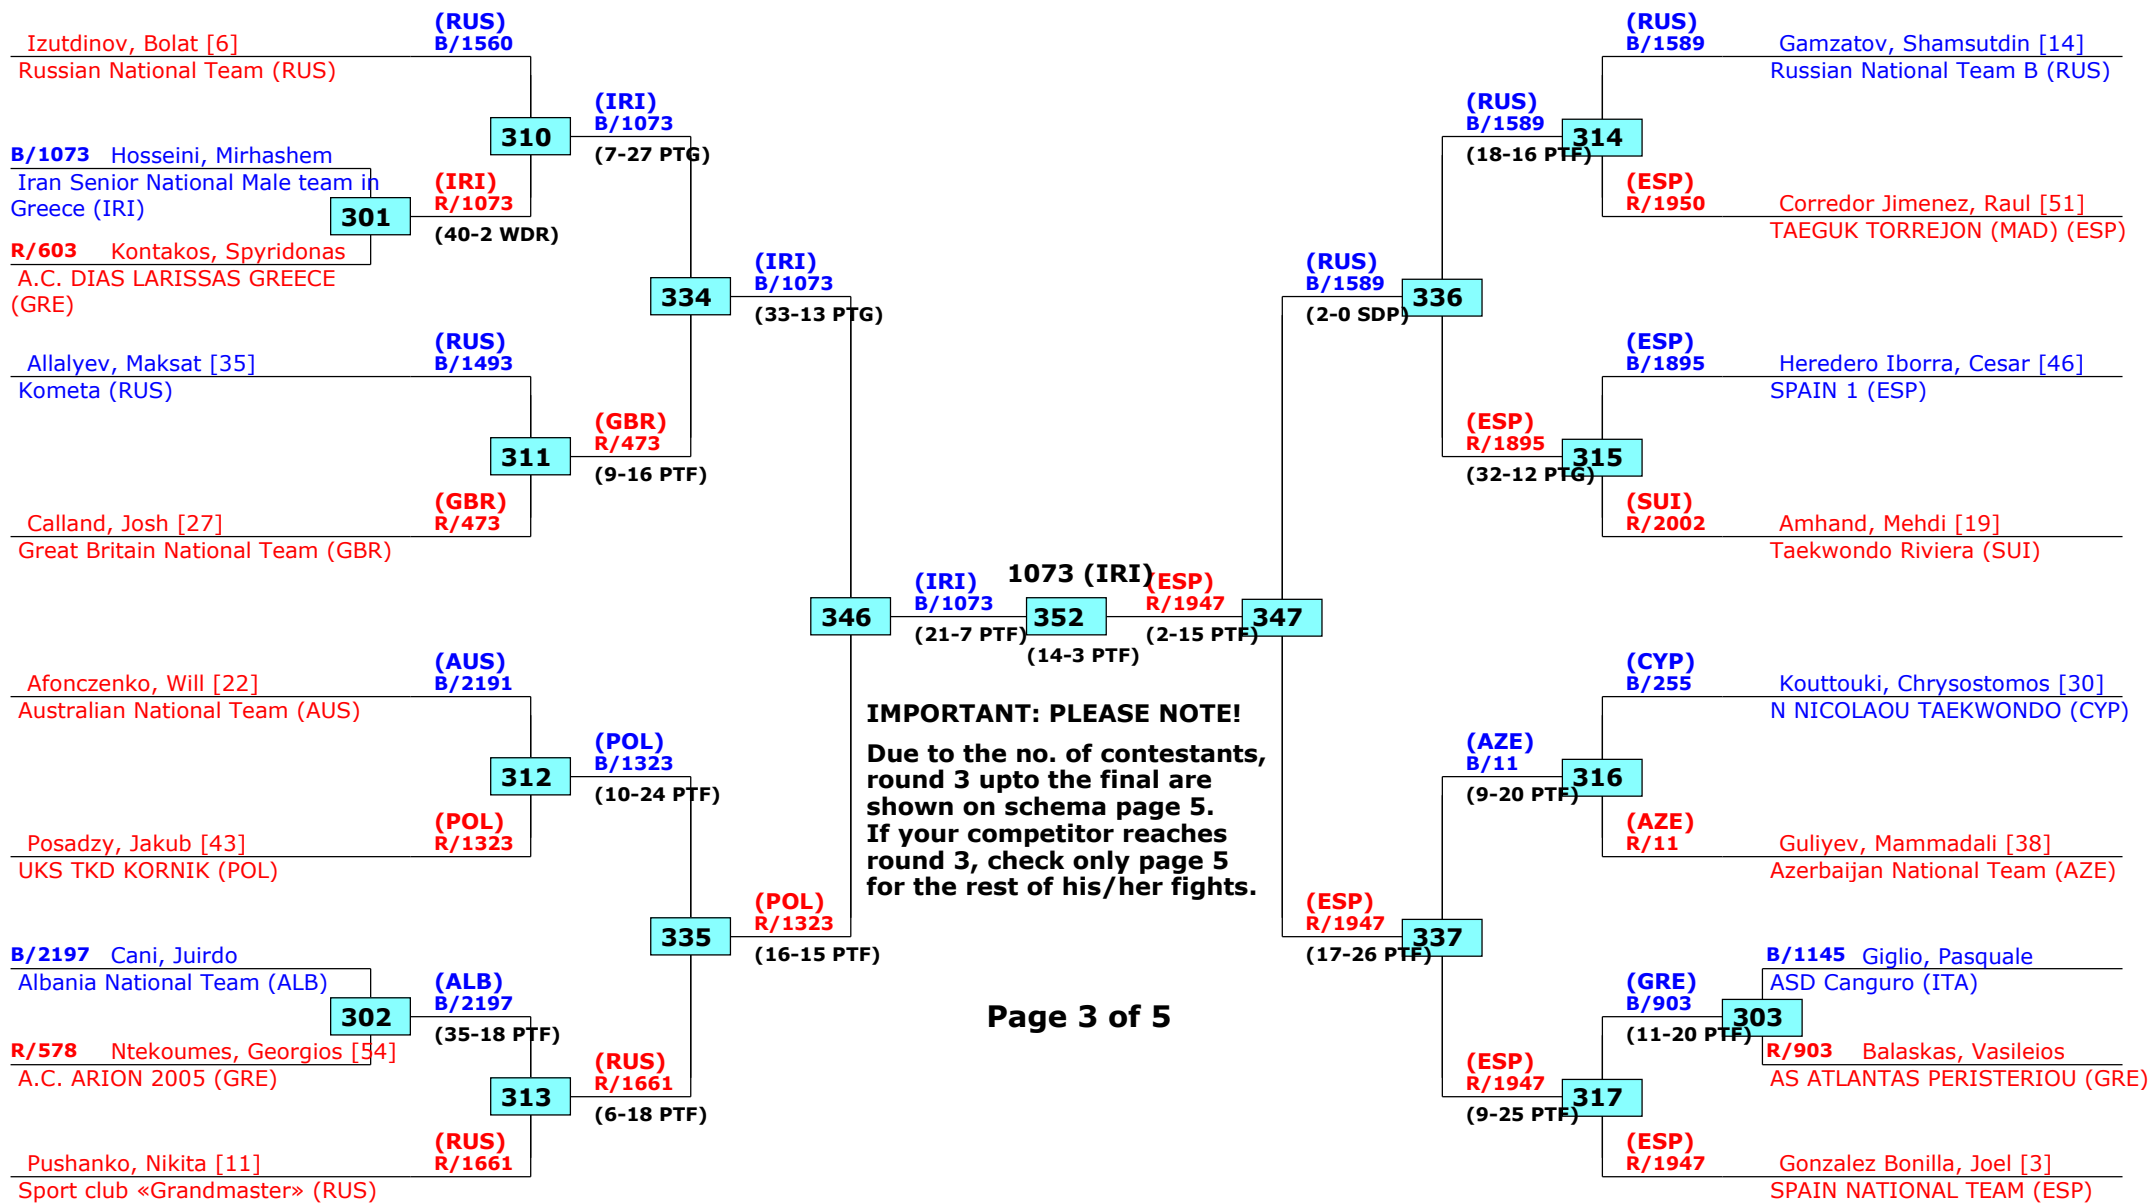 (RUS)
B/1560
Izutdinov, Bolat [6]
Russian National Team (RUS)
(IRI)
B/1073
310
(7-27 PTG)
B/1073 Hosseini, Mirhashem
Iran Senior National Male team in
Greece (IRI)
301
(IRI)
R/1073
(40-2 WDR)
R/603 Kontakos, Spyridonas
A.C. DIAS LARISSAS GREECE
(GRE)
334
(IRI)
B/1073
(33-13 PTG)
(RUS)
B/1493
Allalyev, Maksat [35]
Kometa (RUS)
311
(GBR)
R/473
(9-16 PTF)
(GBR)
R/473
Calland, Josh [27]
Great Britain National Team (GBR)
346
(IRI)
B/1073
(21-7 PTF)
1073 (IRI)
352
(14-3 PTF)
(ESP)
R/1947
(2-15 PTF)
347
(AUS)
B/2191
Afonczenko, Will [22]
Australian National Team (AUS)
312
(POL)
B/1323
(10-24 PTF)
(POL)
R/1323
Posadzy, Jakub [43]
UKS TKD KORNIK (POL)
335
(POL)
R/1323
(16-15 PTF)
B/2197 Cani, Juirdo
Albania National Team (ALB)
302
(ALB)
B/2197
(35-18 PTF)
R/578 Ntekoumes, Georgios [54]
A.C. ARION 2005 (GRE)
313
(RUS)
R/1661
(6-18 PTF)
(RUS)
R/1661
Pushanko, Nikita [11]
Sport club «Grandmaster» (RUS)
IMPORTANT: PLEASE NOTE!
Due to the no. of contestants,
round 3 upto the final are
shown on schema page 5.
If your competitor reaches
round 3, check only page 5
for the rest of his/her fights.
Page 3 of 5
(RUS)
B/1589
Gamzatov, Shamsutdin [14]
Russian National Team B (RUS)
(RUS)
B/1589
314
(18-16 PTF)
(ESP)
R/1950
Corredor Jimenez, Raul [51]
TAEGUK TORREJON (MAD) (ESP)
(RUS)
B/1589
336
(2-0 SDP)
(ESP)
B/1895
Heredero Iborra, Cesar [46]
SPAIN 1 (ESP)
(ESP)
R/1895
315
(32-12 PTG)
(SUI)
R/2002
Amhand, Mehdi [19]
Taekwondo Riviera (SUI)
(CYP)
B/255
Kouttouki, Chrysostomos [30]
N NICOLAOU TAEKWONDO (CYP)
(AZE)
B/11
316
(9-20 PTF)
(AZE)
R/11
Guliyev, Mammadali [38]
Azerbaijan National Team (AZE)
(ESP)
R/1947
337
(17-26 PTF)
B/1145 Giglio, Pasquale
ASD Canguro (ITA)
(GRE)
B/903
303
(11-20 PTF)
R/903 Balaskas, Vasileios
AS ATLANTAS PERISTERIOU (GRE)
(ESP)
R/1947
317
(9-25 PTF)
(ESP)
R/1947
Gonzalez Bonilla, Joel [3]
SPAIN NATIONAL TEAM (ESP)